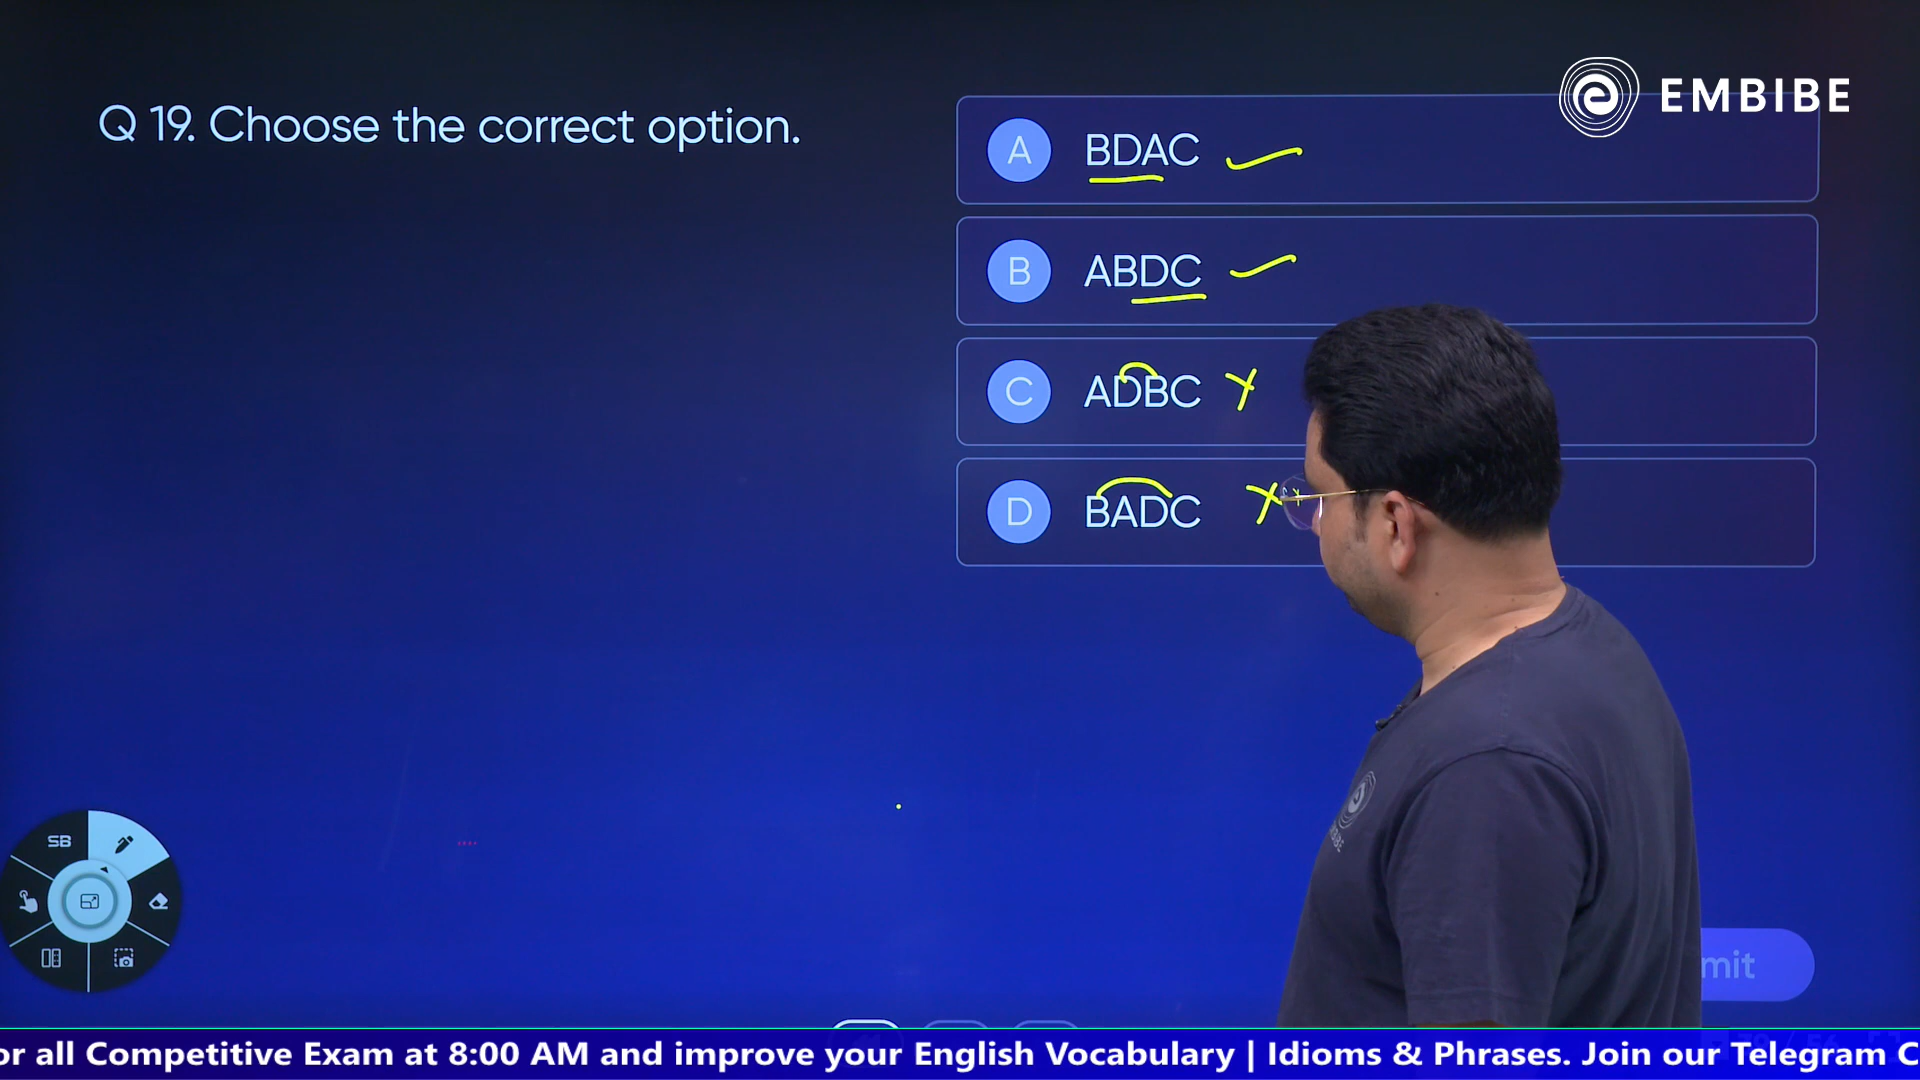 EMBIBE
Q 19. Choose the correct option.
A BDAC
B ABDC
C ADBC
D BADC
SB
mit
or all Competitive Exam at 8:00 AM and improve your English Vocabulary | Idioms & Phrases. Join our Telegram C